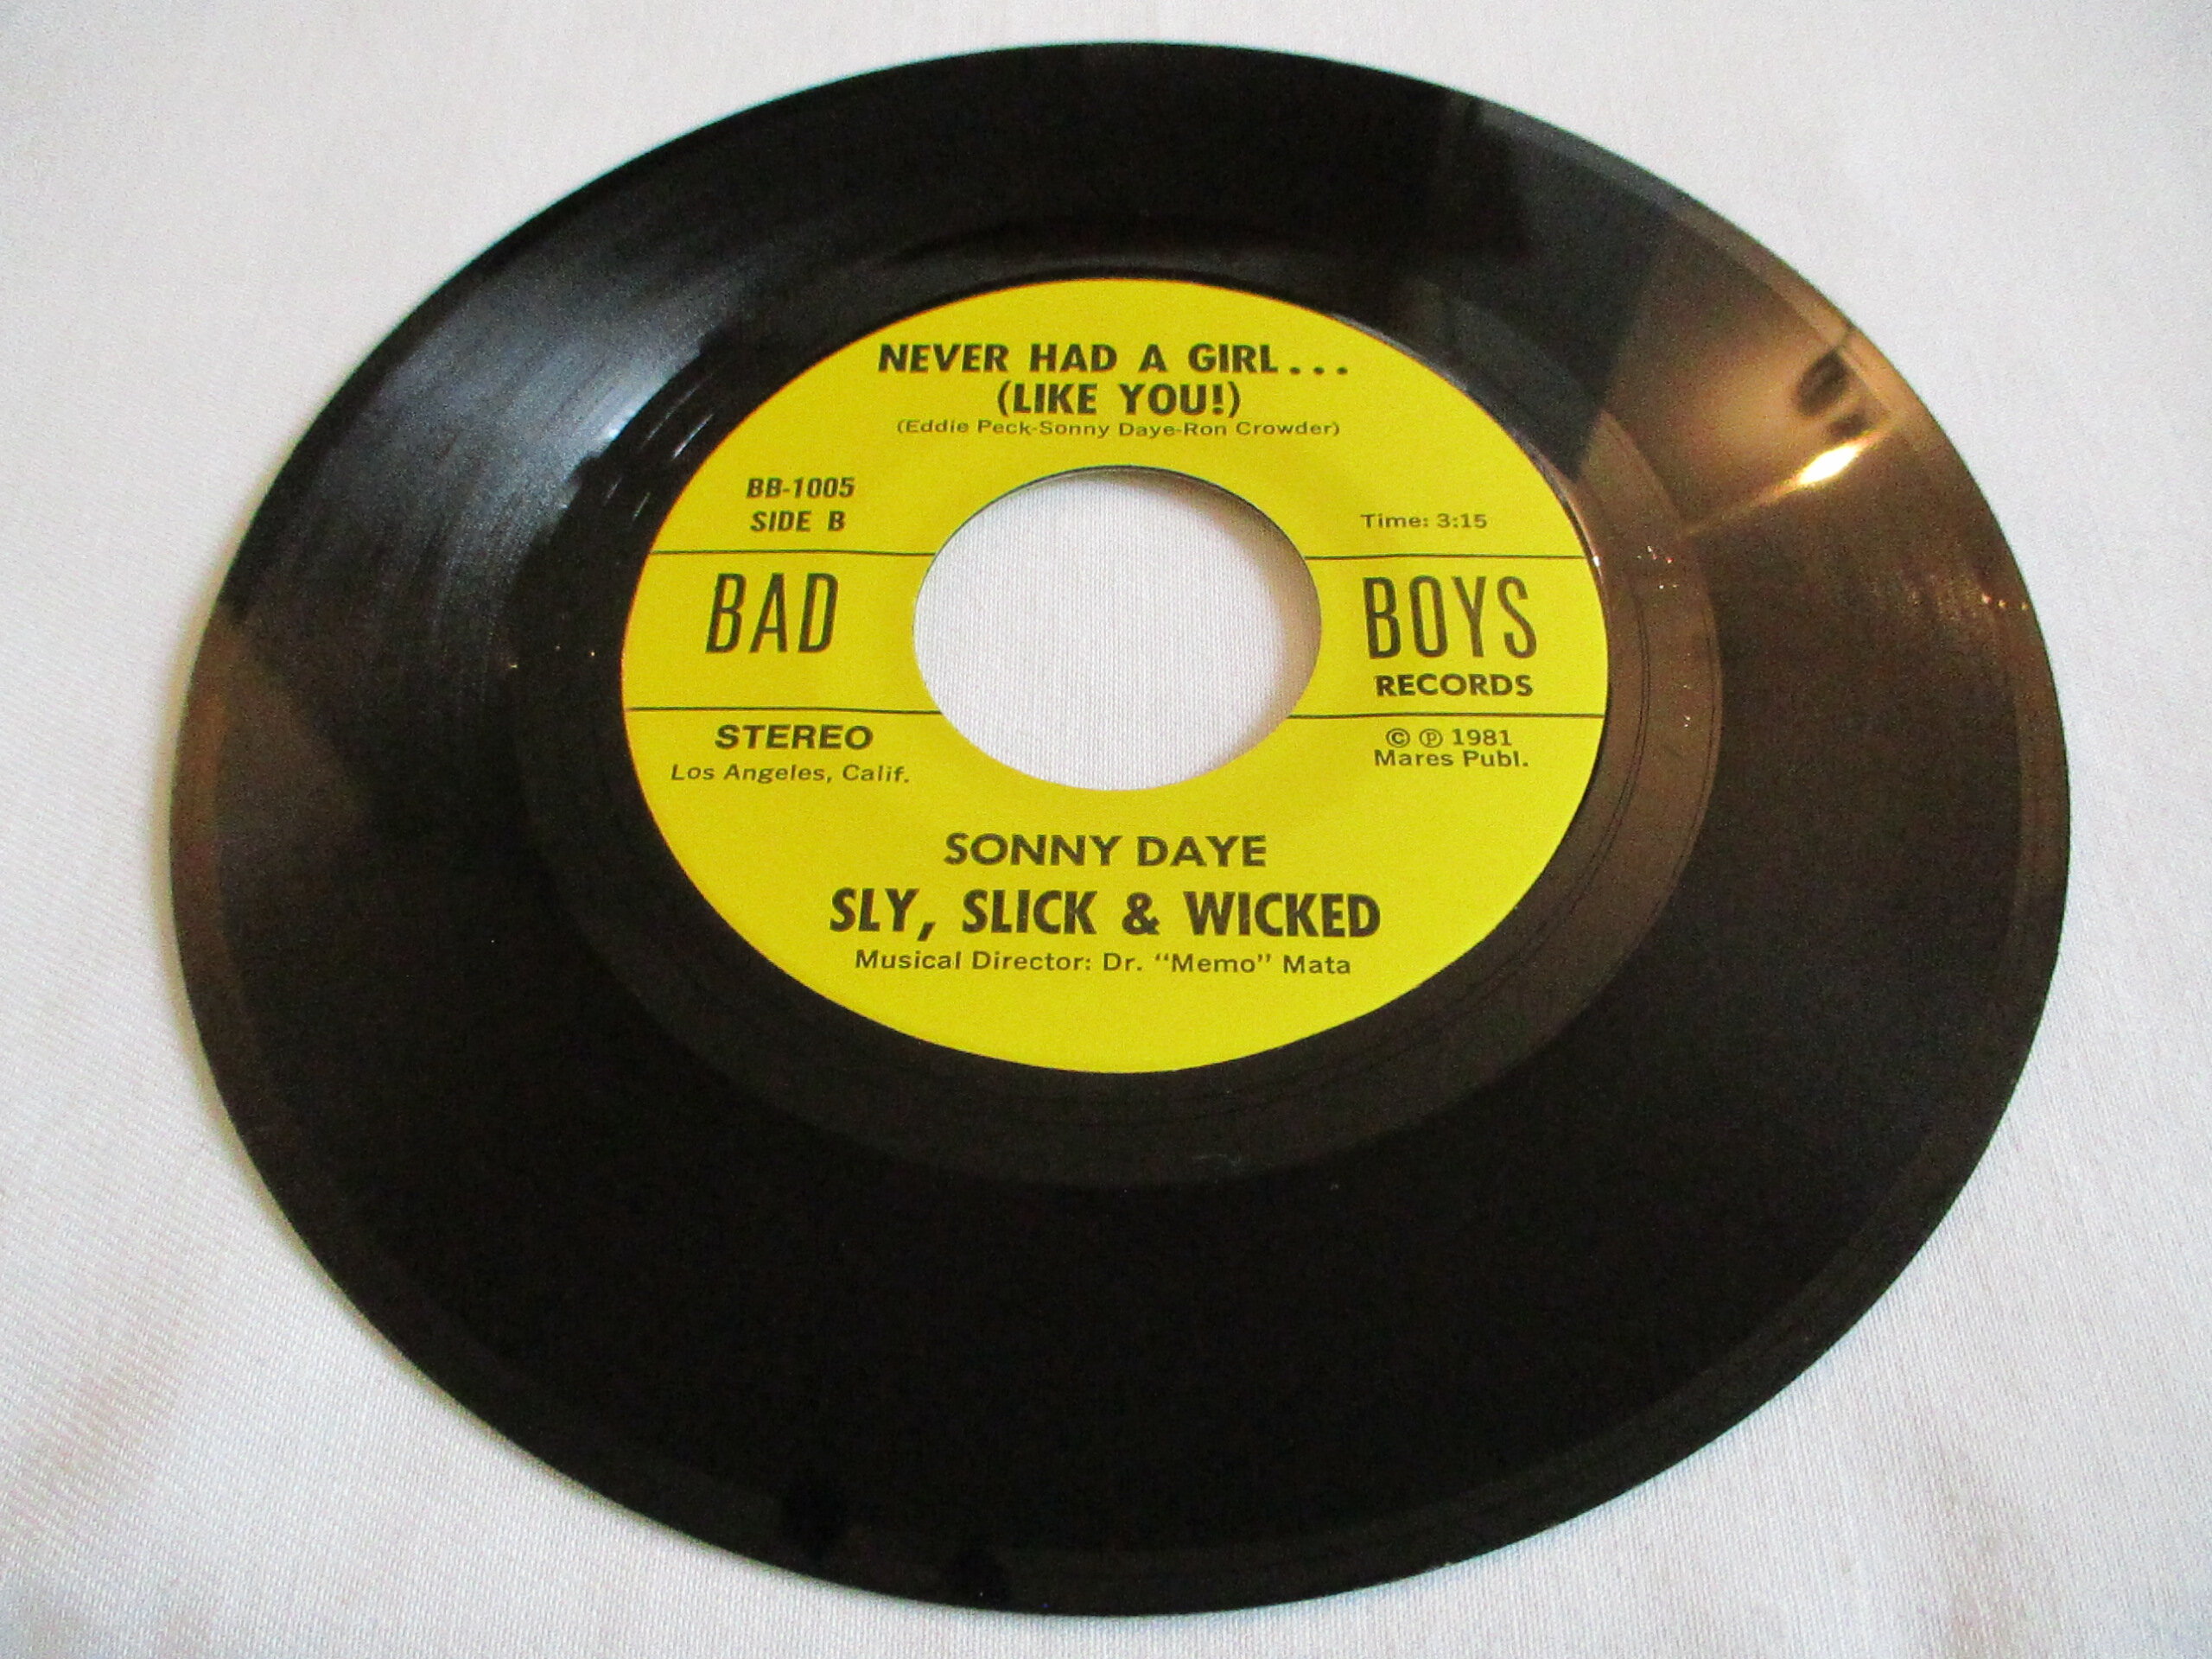 NEVER HAD A GIRL...
(LIKE YOU!)
(Eddie Peck-Sonny Daye-Ron Crowder)
BB-1005
SIDE B
Time: 3:15
BAD BOYS
RECORDS
STEREO
Los Angeles, Calif.
© ℗ 1981
Mares Publ.
SONNY DAYE
SLY, SLICK & WICKED
Musical Director: Dr. “Memo” Mata